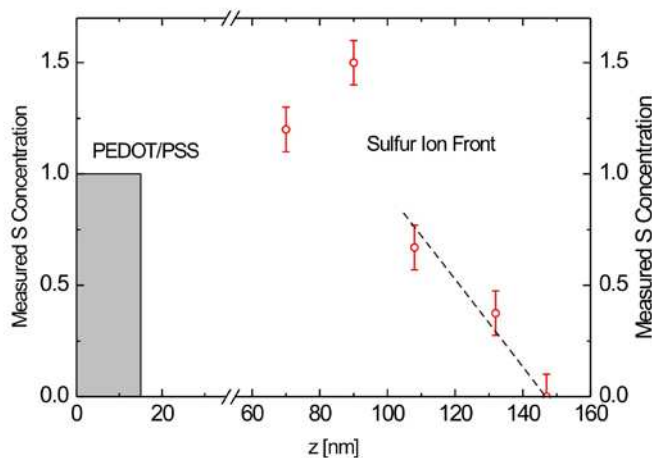 Measured S Concentration
1.5
1.0
0.5
0.0
PEDOT/PSS
Sulfur Ion Front
1.5
1.0
0.5
0.0
Measured S Concentration
0 20 60 80 100 120 140 160
z [nm]